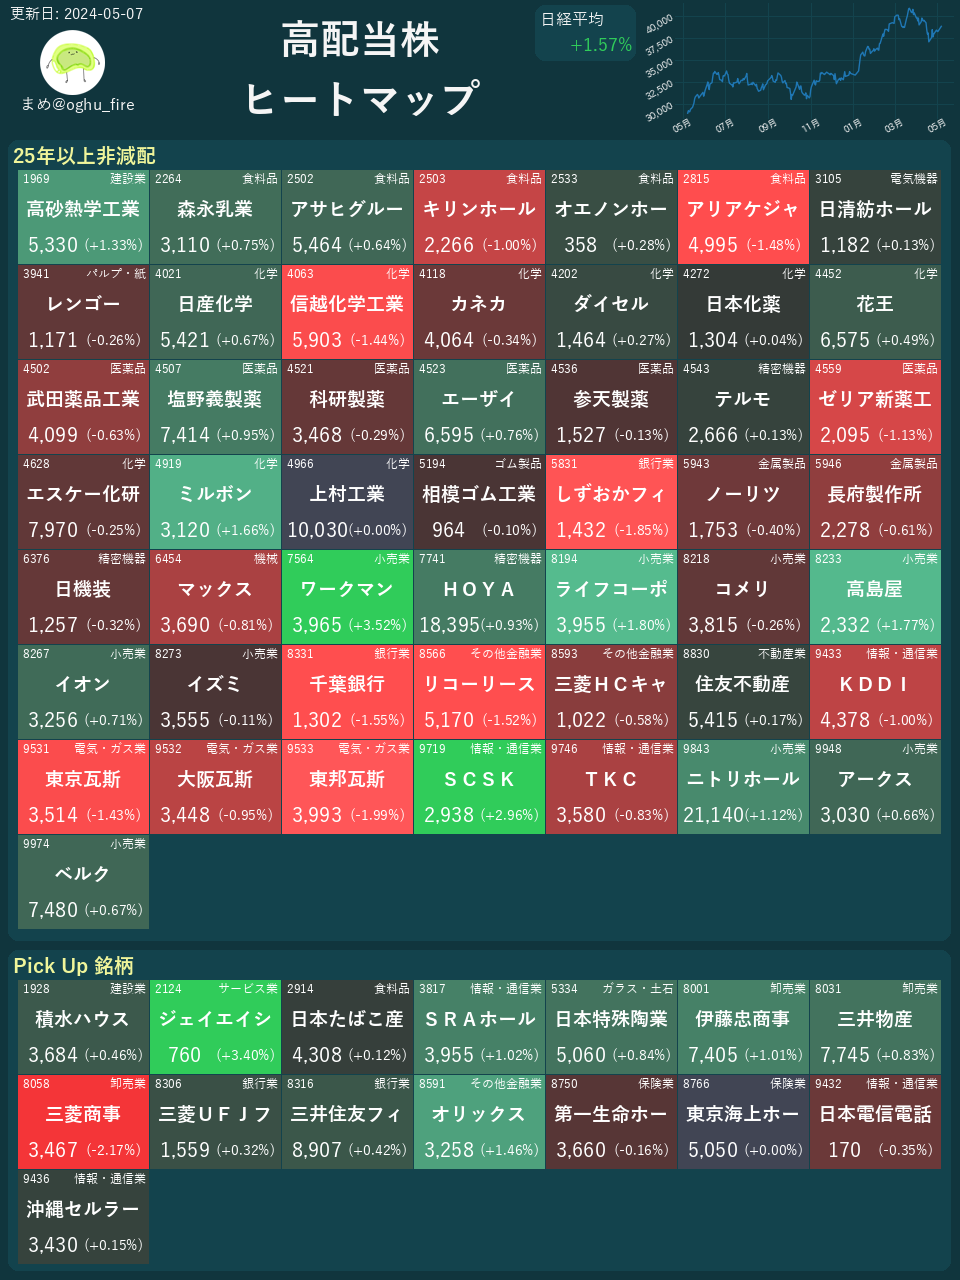 更新日: 2024-05-07
まめ@oghu_fire
高配当株
ヒートマップ
日経平均
+1.57%
40,000
37,500
35,000
32,500
30,000
05月 07月 09月 11月 01月 03月 05月
25年以上非減配
1969 建設業 2264 食料品 2502 食料品 2503 食料品 2533 食料品 2815 食料品 3105 電気機器
高砂熱学工業 森永乳業 アサヒグルー キリンホール オエノンホー アリアケジャ 日清紡ホール
5,330 (+1.33%) 3,110 (+0.75%) 5,464 (+0.64%) 2,266 (-1.00%) 358 (+0.28%) 4,995 (-1.48%) 1,182 (+0.13%)
3941 パルプ・紙 4021 化学 4063 化学 4118 化学 4202 化学 4272 化学 4452 化学
レンゴー 日産化学 信越化学工業 カネカ ダイセル 日本化薬 花王
1,171 (-0.26%) 5,421 (+0.67%) 5,903 (-1.44%) 4,064 (-0.34%) 1,464 (+0.27%) 1,304 (+0.04%) 6,575 (+0.49%)
4502 医薬品 4507 医薬品 4521 医薬品 4523 医薬品 4536 医薬品 4543 精密機器 4559 医薬品
武田薬品工業 塩野義製薬 科研製薬 エーザイ 参天製薬 テルモ ゼリア新薬工
4,099 (-0.63%) 7,414 (+0.95%) 3,468 (-0.29%) 6,595 (+0.76%) 1,527 (-0.13%) 2,666 (+0.13%) 2,095 (-1.13%)
4628 化学 4919 化学 4966 化学 5194 ゴム製品 5831 銀行業 5943 金属製品 5946 金属製品
エスケー化研 ミルボン 上村工業 相模ゴム工業 しずおかフィ ノーリツ 長府製作所
7,970 (-0.25%) 3,120 (+1.66%) 10,030(+0.00%) 964 (-0.10%) 1,432 (-1.85%) 1,753 (-0.40%) 2,278 (-0.61%)
6376 精密機器 6454 機械 7564 小売業 7741 精密機器 8194 小売業 8218 小売業 8233 小売業
日機装 マックス ワークマン ＨＯＹＡ ライフコーポ コメリ 高島屋
1,257 (-0.32%) 3,690 (-0.81%) 3,965 (+3.52%) 18,395(+0.93%) 3,955 (+1.80%) 3,815 (-0.26%) 2,332 (+1.77%)
8267 小売業 8273 小売業 8331 銀行業 8566 その他金融業 8593 その他金融業 8830 不動産業 9433 情報・通信業
イオン イズミ 千葉銀行 リコーリース 三菱ＨＣキャ 住友不動産 ＫＤＤＩ
3,256 (+0.71%) 3,555 (-0.11%) 1,302 (-1.55%) 5,170 (-1.52%) 1,022 (-0.58%) 5,415 (+0.17%) 4,378 (-1.00%)
9531 電気・ガス業 9532 電気・ガス業 9533 電気・ガス業 9719 情報・通信業 9746 情報・通信業 9843 小売業 9948 小売業
東京瓦斯 大阪瓦斯 東邦瓦斯 ＳＣＳＫ ＴＫＣ ニトリホール アークス
3,514 (-1.43%) 3,448 (-0.95%) 3,993 (-1.99%) 2,938 (+2.96%) 3,580 (-0.83%) 21,140(+1.12%) 3,030 (+0.66%)
9974 小売業
ベルク
7,480 (+0.67%)
Pick Up 銘柄
1928 建設業 2124 サービス業 2914 食料品 3817 情報・通信業 5334 ガラス・土石 8001 卸売業 8031 卸売業
積水ハウス ジェイエイシ 日本たばこ産 ＳＲＡホール 日本特殊陶業 伊藤忠商事 三井物産
3,684 (+0.46%) 760 (+3.40%) 4,308 (+0.12%) 3,955 (+1.02%) 5,060 (+0.84%) 7,405 (+1.01%) 7,745 (+0.83%)
8058 卸売業 8306 銀行業 8316 銀行業 8591 その他金融業 8750 保険業 8766 保険業 9432 情報・通信業
三菱商事 三菱ＵＦＪフ 三井住友フィ オリックス 第一生命ホー 東京海上ホー 日本電信電話
3,467 (-2.17%) 1,559 (+0.32%) 8,907 (+0.42%) 3,258 (+1.46%) 3,660 (-0.16%) 5,050 (+0.00%) 170 (-0.35%)
9436 情報・通信業
沖縄セルラー
3,430 (+0.15%)